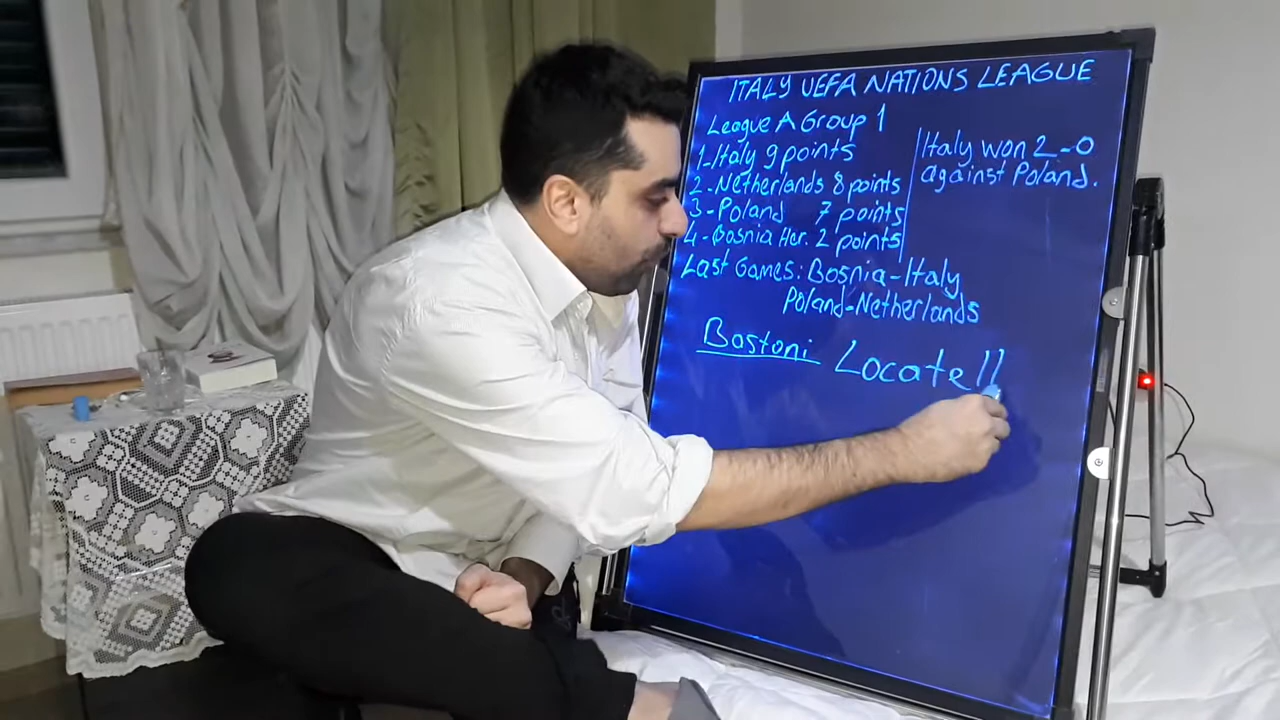 ITALY UEFA NATIONS LEAGUE
League A Group 1
1-Italy 9 points
2-Netherlands 8 points
3-Poland 7 points
4-Bosnia Her. 2 points
Italy won 2-0
against Poland.
Last Games: Bosnia-Italy
Poland-Netherlands
Bastoni Locatell